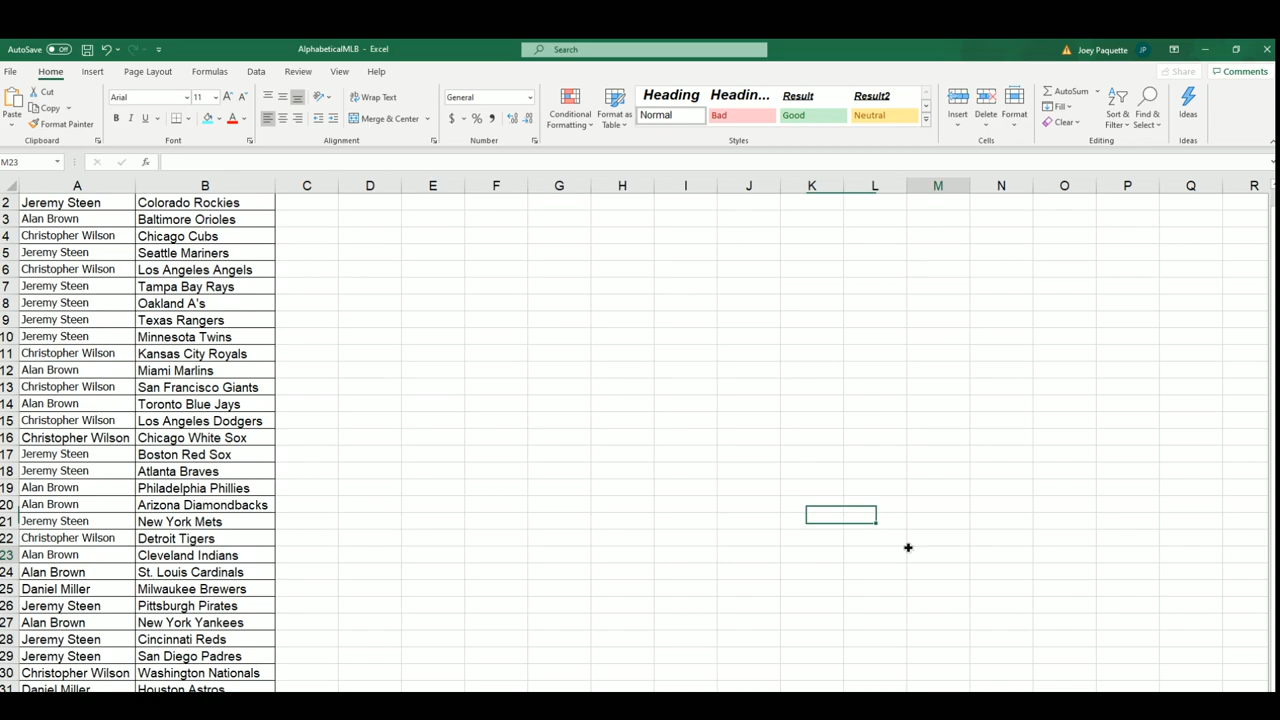 AutoSave Off AlphabeticalMLB - Excel Search Joey Paquette JP
File Home Insert Page Layout Formulas Data Review View Help Share Comments
Paste Cut Copy Format Painter Clipboard
Arial 11 A A B I U A Font
Wrap Text Merge & Center Alignment
General $ % , Number
Conditional Formatting Format as Table
Heading Headin... Result Result2
Normal Bad Good Neutral
Styles
Insert Delete Format Cells
AutoSum Fill Clear Sort & Filter Find & Select Editing
Ideas Ideas
M23 fx
A B C D E F G H I J K L M N O P Q R
2 Jeremy Steen Colorado Rockies
3 Alan Brown Baltimore Orioles
4 Christopher Wilson Chicago Cubs
5 Jeremy Steen Seattle Mariners
6 Christopher Wilson Los Angeles Angels
7 Jeremy Steen Tampa Bay Rays
8 Jeremy Steen Oakland A's
9 Jeremy Steen Texas Rangers
10 Jeremy Steen Minnesota Twins
11 Christopher Wilson Kansas City Royals
12 Alan Brown Miami Marlins
13 Christopher Wilson San Francisco Giants
14 Alan Brown Toronto Blue Jays
15 Christopher Wilson Los Angeles Dodgers
16 Christopher Wilson Chicago White Sox
17 Jeremy Steen Boston Red Sox
18 Jeremy Steen Atlanta Braves
19 Alan Brown Philadelphia Phillies
20 Alan Brown Arizona Diamondbacks
21 Jeremy Steen New York Mets
22 Christopher Wilson Detroit Tigers
23 Alan Brown Cleveland Indians
24 Alan Brown St. Louis Cardinals
25 Daniel Miller Milwaukee Brewers
26 Jeremy Steen Pittsburgh Pirates
27 Alan Brown New York Yankees
28 Jeremy Steen Cincinnati Reds
29 Jeremy Steen San Diego Padres
30 Christopher Wilson Washington Nationals
31 Daniel Miller Houston Astros